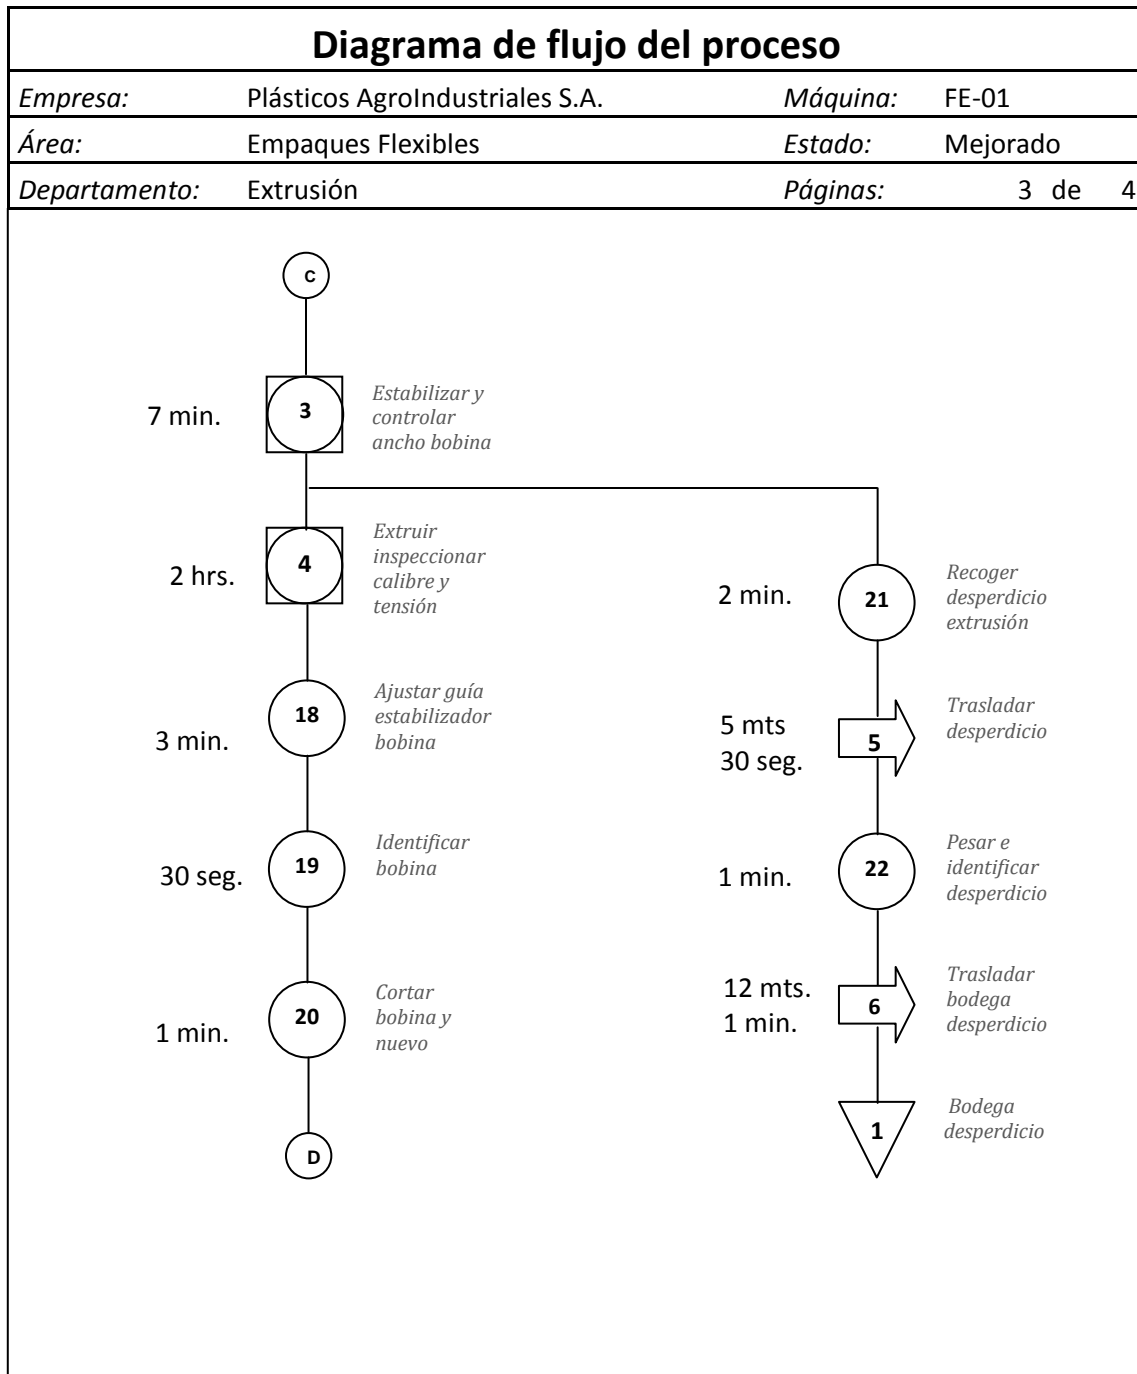 Diagrama de flujo del proceso
Empresa: Plásticos AgroIndustriales S.A. Máquina: FE-01
Área: Empaques Flexibles Estado: Mejorado
Departamento: Extrusión Páginas: 3 de 4
C
7 min.
3
Estabilizar y
controlar
ancho bobina
2 hrs.
4
Extruir
inspeccionar
calibre y
tensión
3 min.
18
Ajustar guía
estabilizador
bobina
30 seg.
19
Identificar
bobina
1 min.
20
Cortar
bobina y
nuevo
D
2 min.
21
Recoger
desperdicio
extrusión
5 mts
30 seg.
5
Trasladar
desperdicio
1 min.
22
Pesar e
identificar
desperdicio
12 mts.
1 min.
6
Trasladar
bodega
desperdicio
1
Bodega
desperdicio